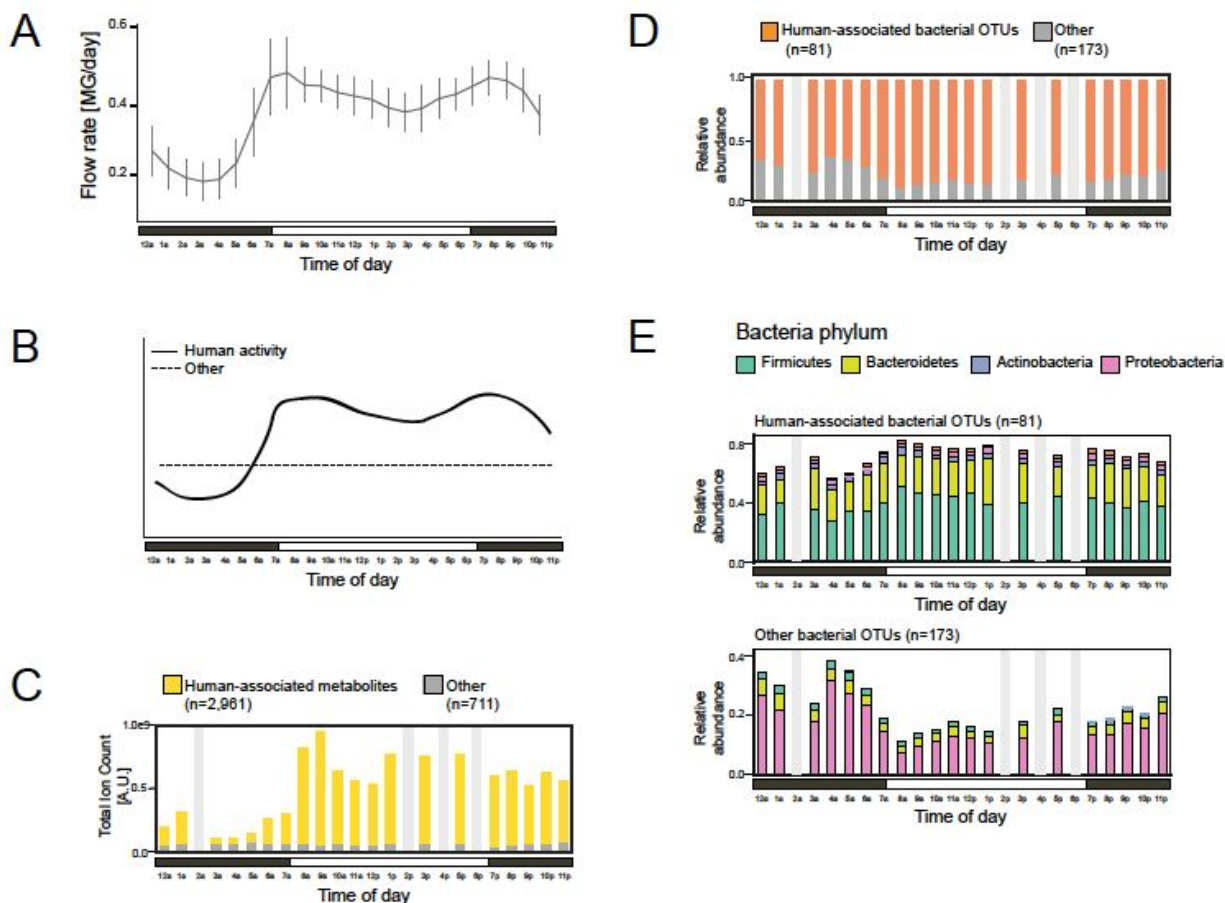 A
Flow rate [MG/day]
0.6
0.4
0.2
12a 1a 2a 3a 4a 5a 6a 7a 8a 9a 10a 11a 12p 1p 2p 3p 4p 5p 6p 7p 8p 9p 10p 11p
Time of day
B
Human activity
Other
12a 1a 2a 3a 4a 5a 6a 7a 8a 9a 10a 11a 12p 1p 2p 3p 4p 5p 6p 7p 8p 9p 10p 11p
Time of day
C
Human-associated metabolites
(n=2,961)
Other
(n=711)
Total Ion Count
[A.U.]
1.0e9
0.5
0.0
12a 1a 2a 3a 4a 5a 6a 7a 8a 9a 10a 11a 12p 1p 2p 3p 4p 5p 6p 7p 8p 9p 10p 11p
Time of day
D
Human-associated bacterial OTUs
(n=81)
Other
(n=173)
Relative
abundance
1.0
0.5
0.0
12a 1a 2a 3a 4a 5a 6a 7a 8a 9a 10a 11a 12p 1p 2p 3p 4p 5p 6p 7p 8p 9p 10p 11p
Time of day
E
Bacteria phylum
Firmicutes Bacteroidetes Actinobacteria Proteobacteria
Human-associated bacterial OTUs (n=81)
Relative
abundance
0.8
0.4
0.0
12a 1a 2a 3a 4a 5a 6a 7a 8a 9a 10a 11a 12p 1p 2p 3p 4p 5p 6p 7p 8p 9p 10p 11p
Time of day
Other bacterial OTUs (n=173)
Relative
abundance
0.4
0.2
0.0
12a 1a 2a 3a 4a 5a 6a 7a 8a 9a 10a 11a 12p 1p 2p 3p 4p 5p 6p 7p 8p 9p 10p 11p
Time of day